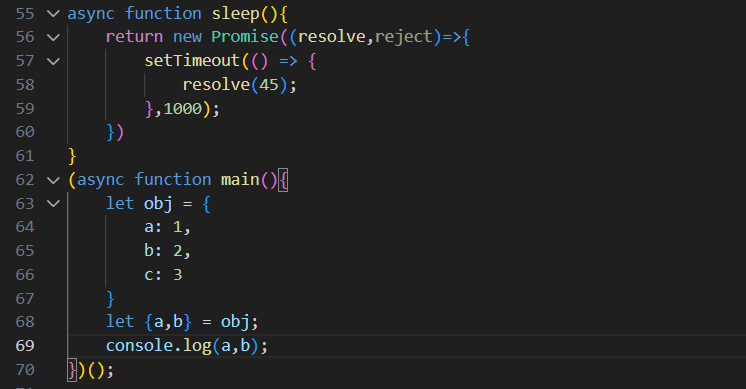 55 async function sleep(){
56 return new Promise((resolve,reject)=>{
57 setTimeout(() => {
58 resolve(45);
59 },1000);
60 })
61 }
62 (async function main(){
63 let obj = {
64 a: 1,
65 b: 2,
66 c: 3
67 }
68 let {a,b} = obj;
69 console.log(a,b);
70 })();